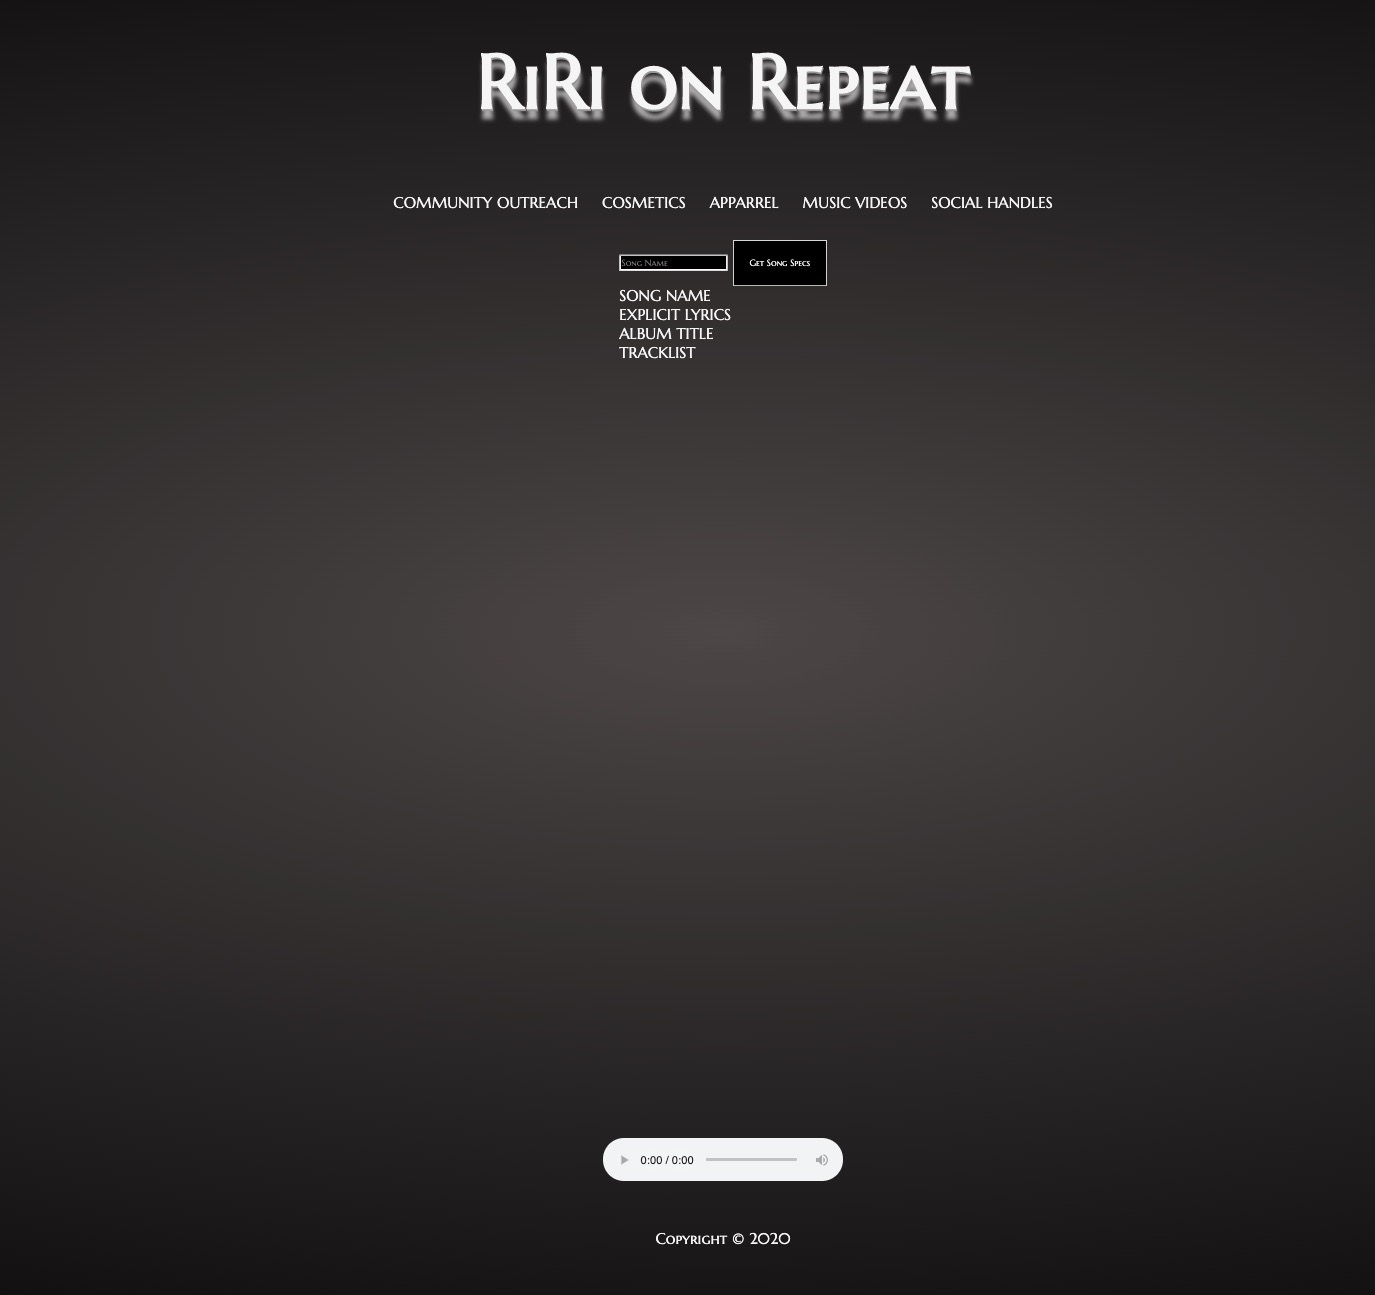 RiRi on Repeat
COMMUNITY OUTREACH COSMETICS APPARREL MUSIC VIDEOS SOCIAL HANDLES
Song Name Get Song Specs
SONG NAME
EXPLICIT LYRICS
ALBUM TITLE
TRACKLIST
0:00 / 0:00
Copyright © 2020